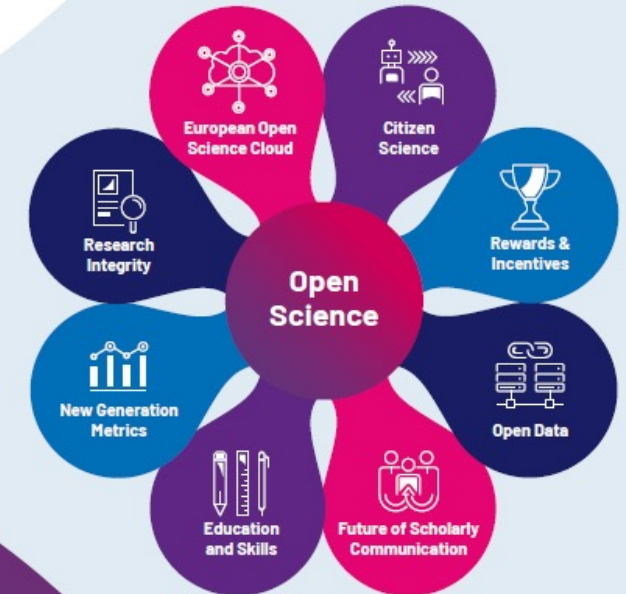 European Open
Science Cloud
Citizen
Science
Research
Integrity
Rewards &
Incentives
Open
Science
New Generation
Metrics
Open Data
Education
and Skills
Future of Scholarly
Communication